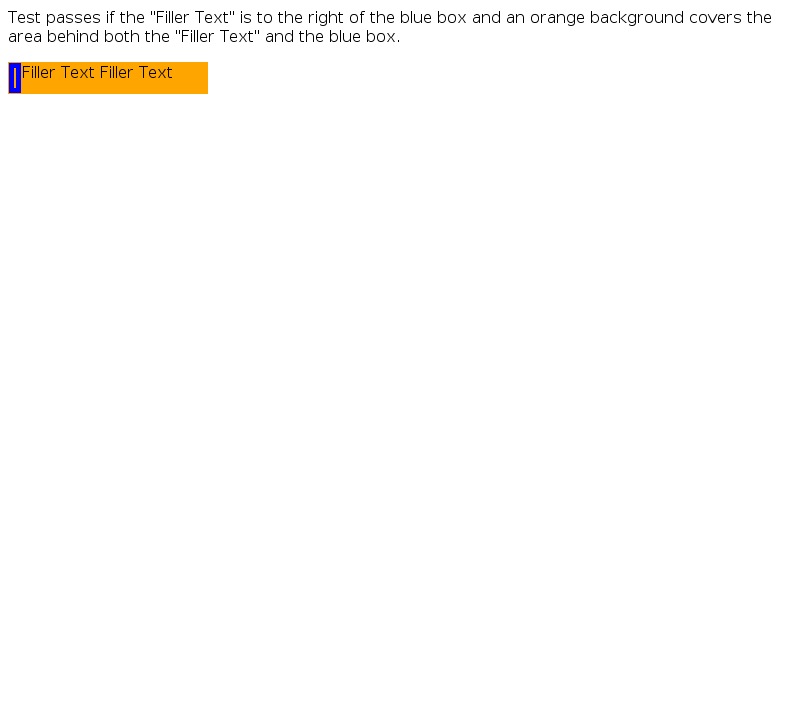 Test passes if the "Filler Text" is to the right of the blue box and an orange background covers the
area behind both the "Filler Text" and the blue box.
Filler Text Filler Text